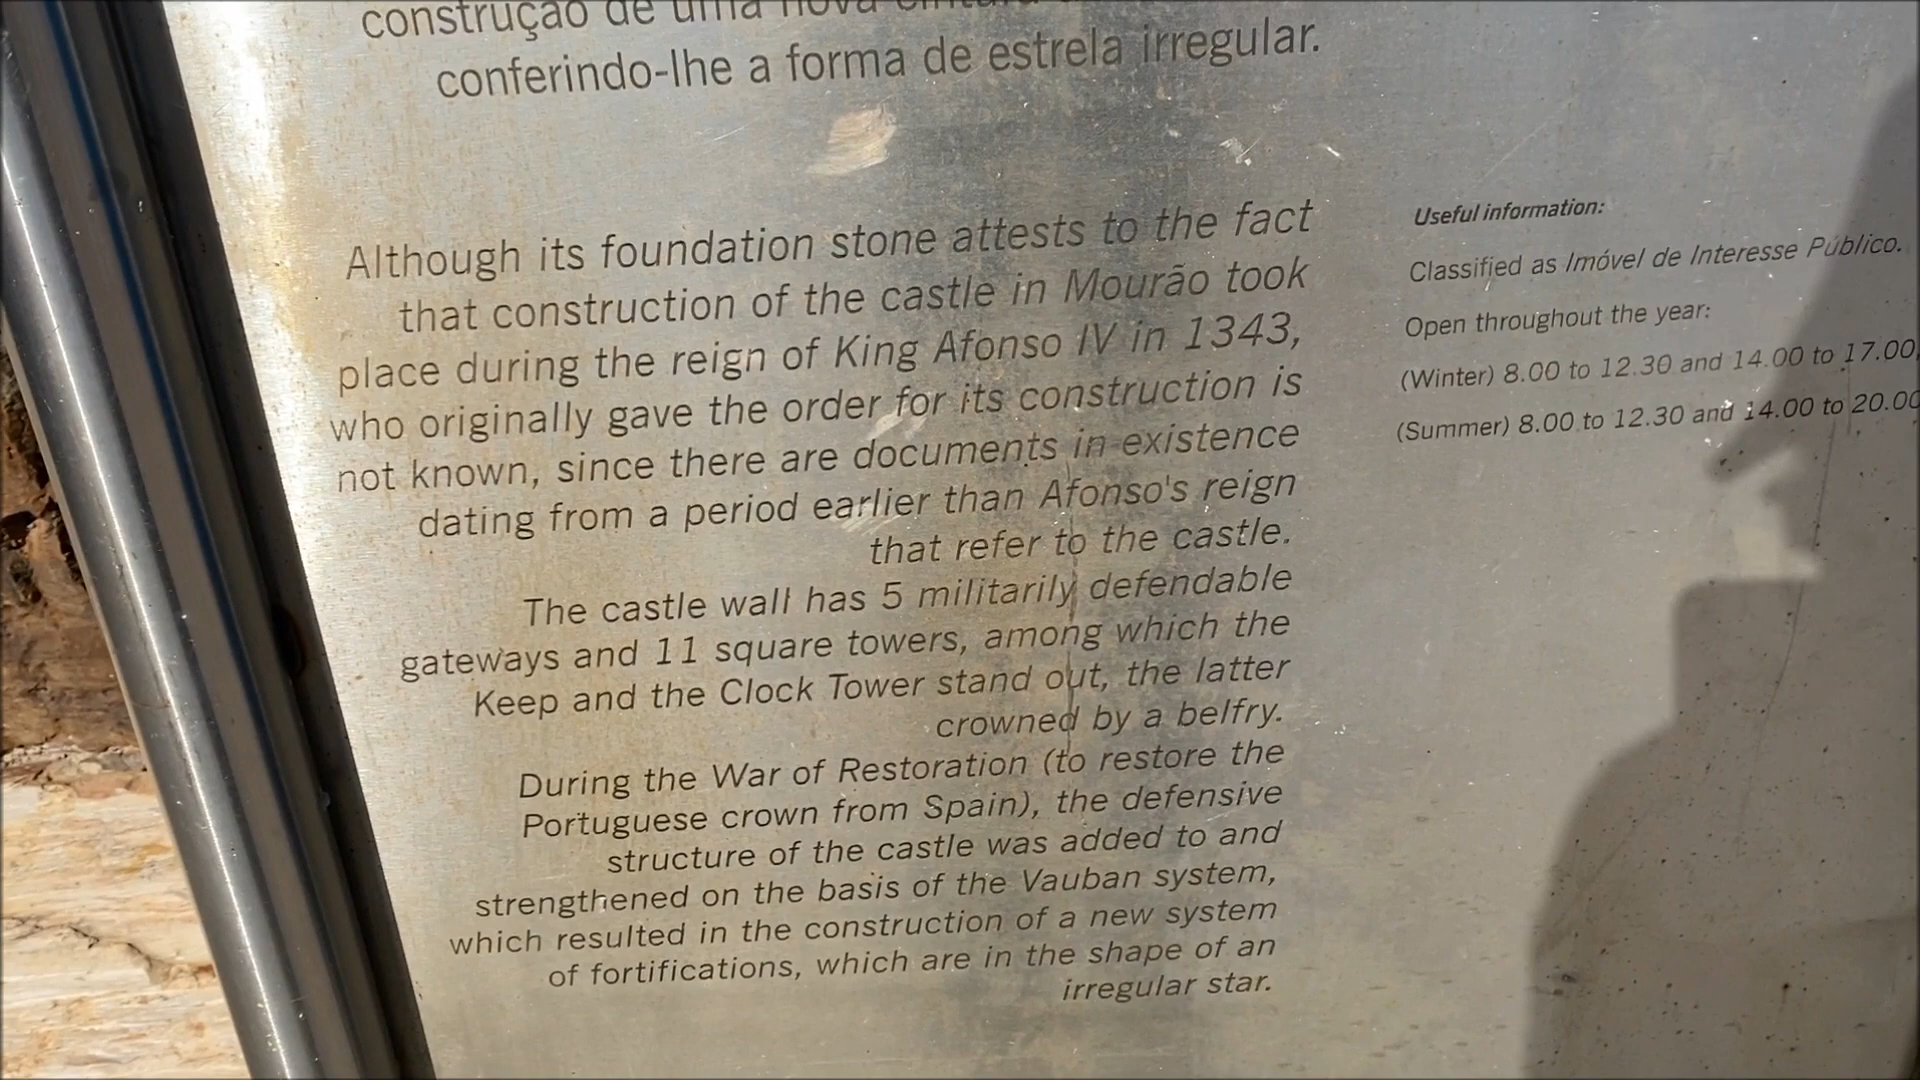 construção de uma nova
conferindo-lhe a forma de estrela irregular.
Although its foundation stone attests to the fact
that construction of the castle in Mourão took
place during the reign of King Afonso IV in 1343,
who originally gave the order for its construction is
not known, since there are documents in existence
dating from a period earlier than Afonso's reign
that refer to the castle.
The castle wall has 5 militarily defendable
gateways and 11 square towers, among which the
Keep and the Clock Tower stand out, the latter
crowned by a belfry.
During the War of Restoration (to restore the
Portuguese crown from Spain), the defensive
structure of the castle was added to and
strengthened on the basis of the Vauban system,
which resulted in the construction of a new system
of fortifications, which are in the shape of an
irregular star.
Useful information:
Classified as Imóvel de Interesse Público.
Open throughout the year:
(Winter) 8.00 to 12.30 and 14.00 to 17.00,
(Summer) 8.00 to 12.30 and 14.00 to 20.00